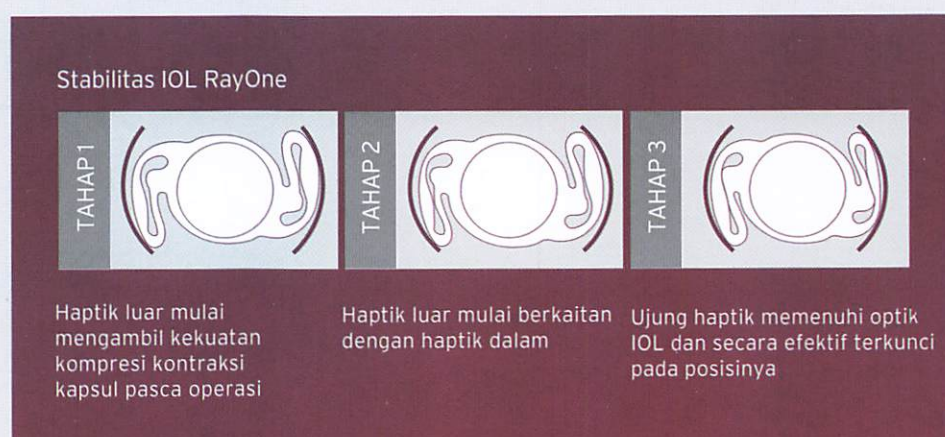 Stabilitas IOL RayOne
TAHAP 1
TAHAP 2
TAHAP 3
Haptik luar mulai
mengambil kekuatan
kompresi kontraksi
kapsul pasca operasi
Haptik luar mulai berkaitan
dengan haptik dalam
Ujung haptik memenuhi optik
IOL dan secara efektif terkunci
pada posisinya